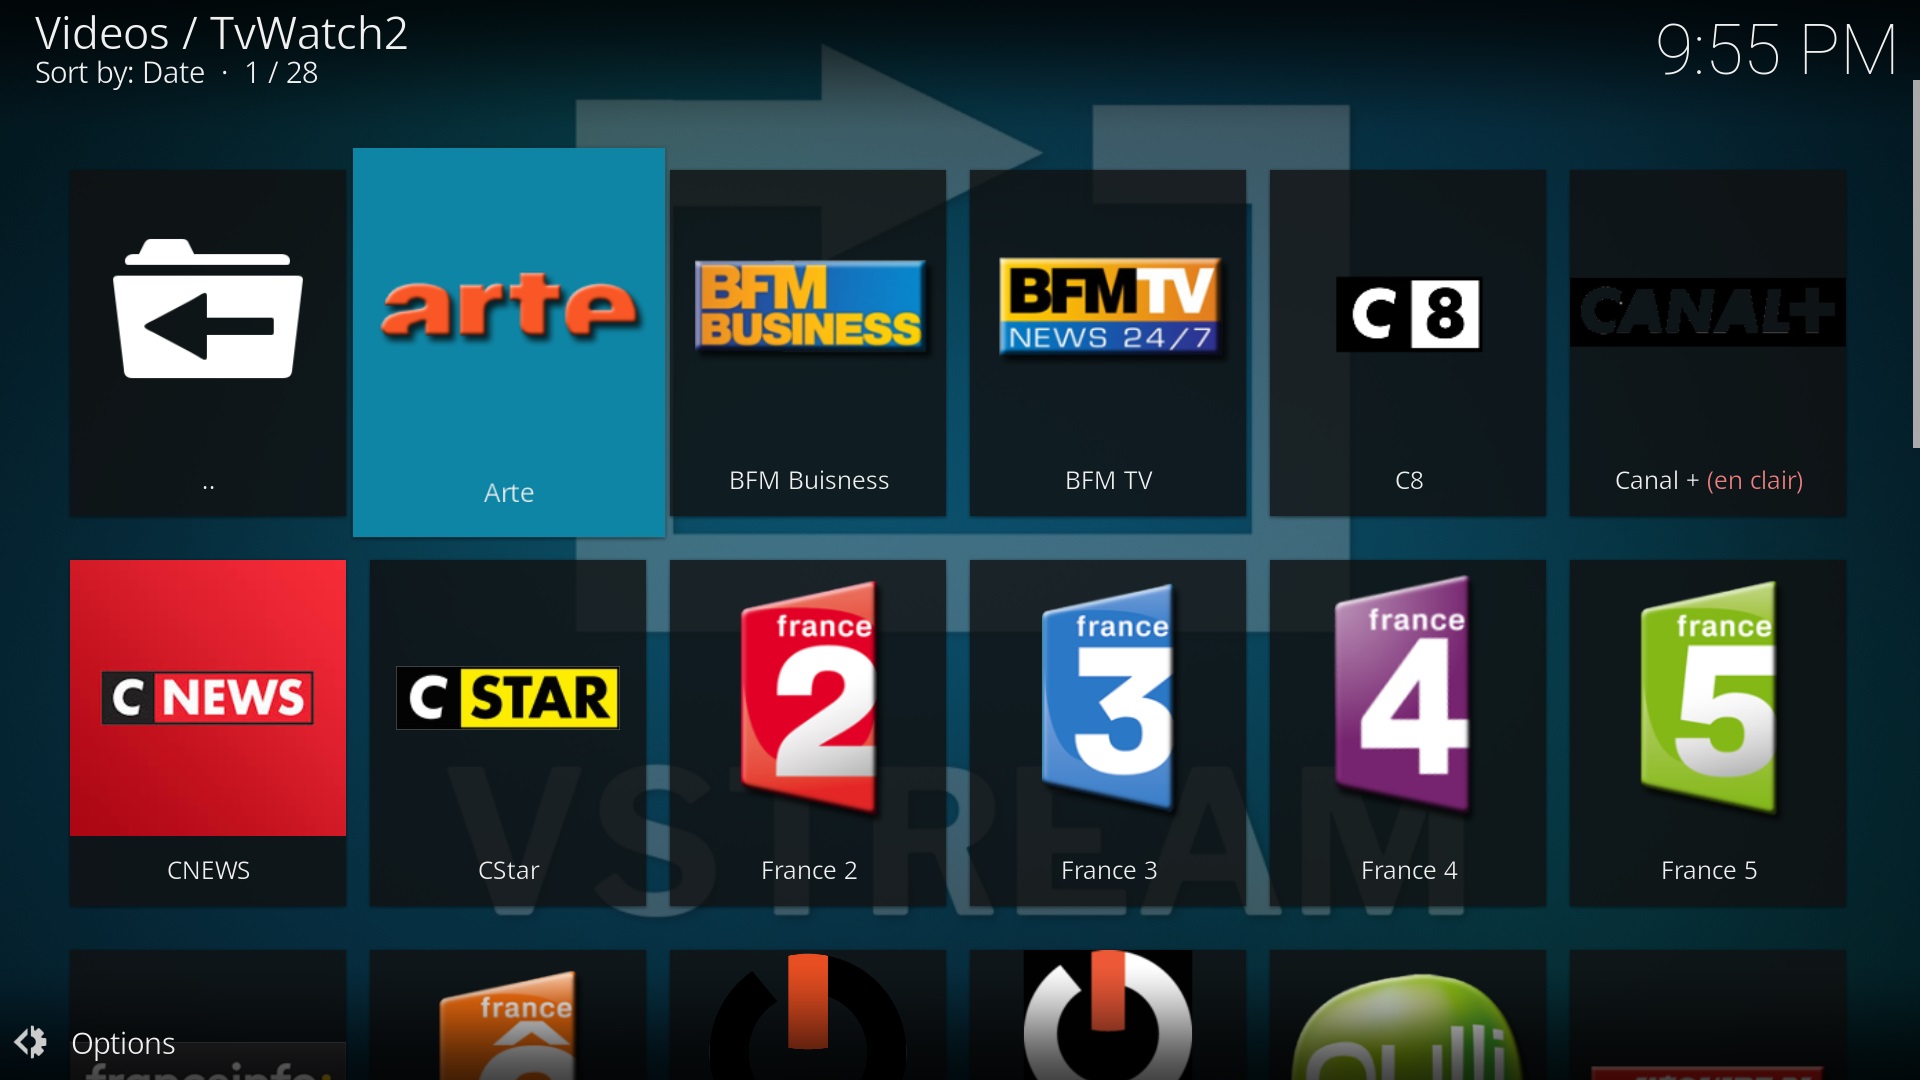 Videos / TvWatch2
Sort by: Date · 1 / 28
9:55 PM
arte
BFM
BUSINESS
BFMTV
NEWS 24/7
C8
CANAL+
..
Arte
BFM Buisness
BFM TV
C8
Canal + (en clair)
C NEWS
C STAR
france
2
france
3
france
4
france
5
VSTREAM
CNEWS
CStar
France 2
France 3
France 4
France 5
france
ô
gulli
Options
franceinfo: